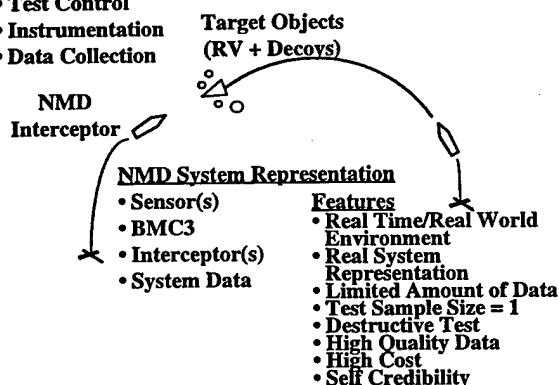 • Test Control
• Instrumentation
• Data Collection
Target Objects
(RV + Decoys)
NMD
Interceptor
NMD System Representation
• Sensor(s)
• BMC3
• Interceptor(s)
• System Data
Features
• Real Time/Real World
Environment
• Real System
Representation
• Limited Amount of Data
• Test Sample Size = 1
• Destructive Test
• High Quality Data
• High Cost
• Self Credibility